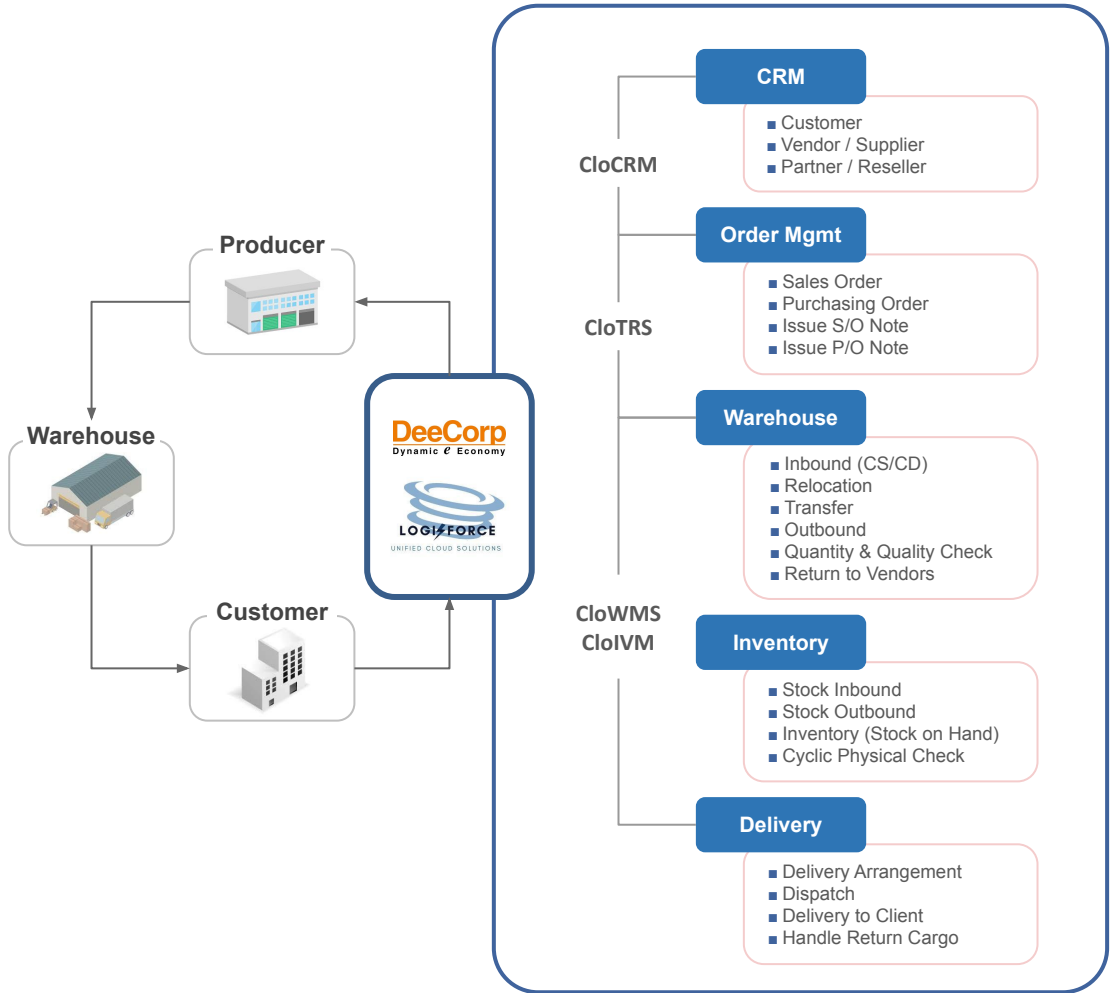 Producer
Warehouse
Customer
DeeCorp
Dynamic e Economy
LOGISFORCE
UNIFIED CLOUD SOLUTIONS
CloCRM
CloTRS
CloWMS
CloIVM
CRM
■ Customer
■ Vendor / Supplier
■ Partner / Reseller
Order Mgmt
■ Sales Order
■ Purchasing Order
■ Issue S/O Note
■ Issue P/O Note
Warehouse
■ Inbound (CS/CD)
■ Relocation
■ Transfer
■ Outbound
■ Quantity & Quality Check
■ Return to Vendors
Inventory
■ Stock Inbound
■ Stock Outbound
■ Inventory (Stock on Hand)
■ Cyclic Physical Check
Delivery
■ Delivery Arrangement
■ Dispatch
■ Delivery to Client
■ Handle Return Cargo